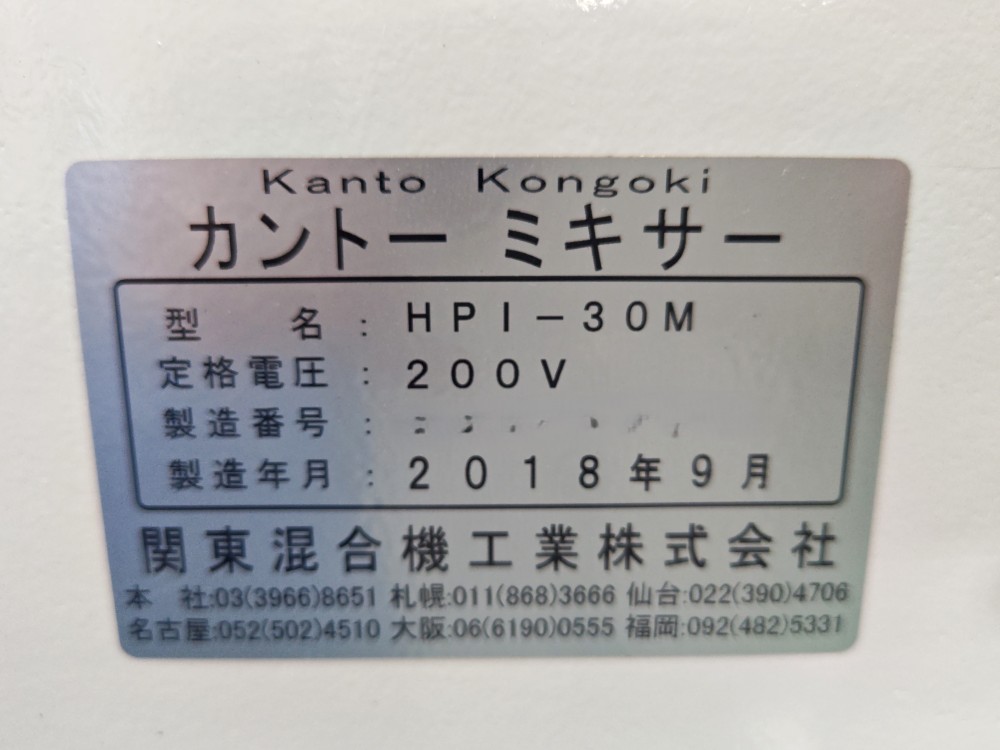 Kanto Kongoki
カントー ミキサー
型 名 : HPI-30M
定格電圧 : 200V
製造番号 :
製造年月 : 2018年9月
関東混合機工業株式会社
本 社:03(3966)8651 札幌:011(868)3666 仙台:022(390)4706
名古屋:052(502)4510 大阪:06(6190)0555 福岡:092(482)5331